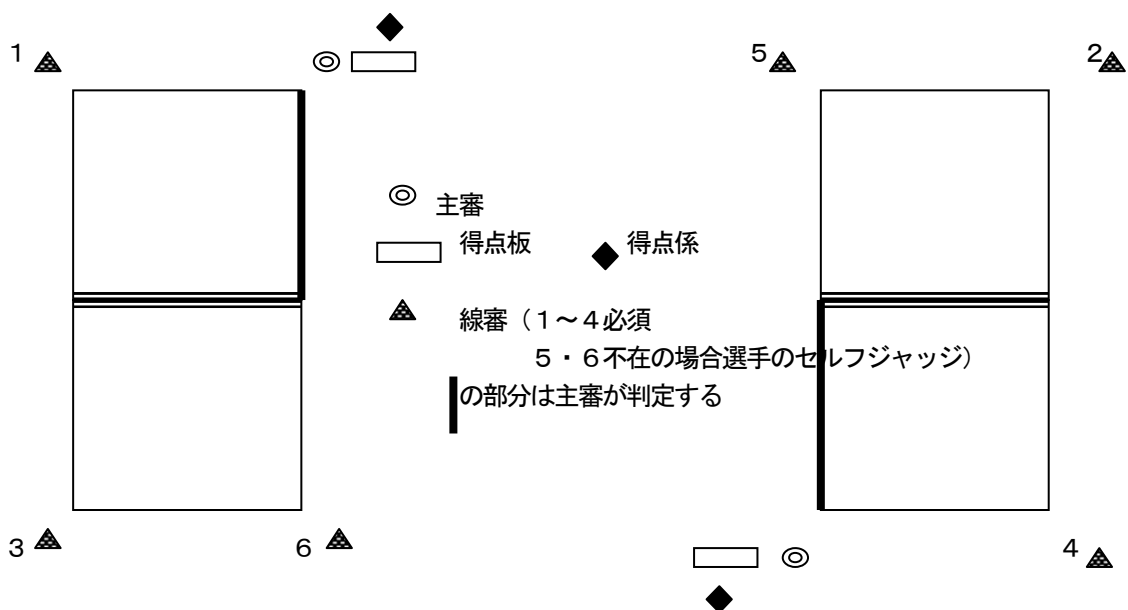 1
5
2
主審
得点板
得点係
線審（１～４必須
５・６不在の場合選手のセルフジャッジ）
の部分は主審が判定する
3
6
4